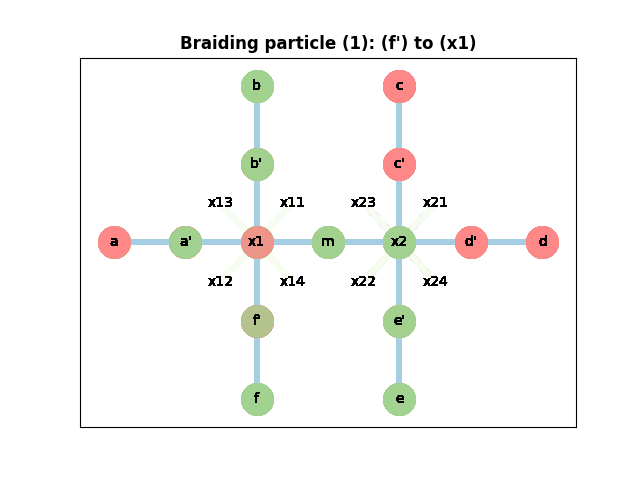 Braiding particle (1): (f') to (x1)
b
c
b'
c'
x13 x11 x23 x21
a a' x1 m x2 d' d
x12 x14 x22 x24
f' e'
f e